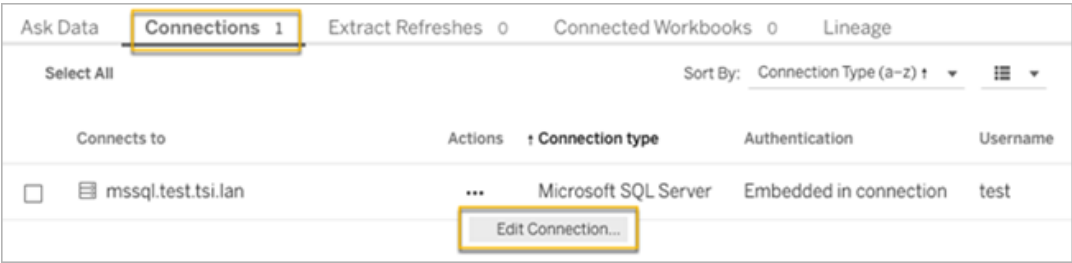 Ask Data Connections 1 Extract Refreshes 0 Connected Workbooks 0 Lineage
Select All Sort By: Connection Type (a–z) ↑
Connects to Actions ↑ Connection type Authentication Username
mssql.test.tsi.lan ... Microsoft SQL Server Embedded in connection test
Edit Connection...